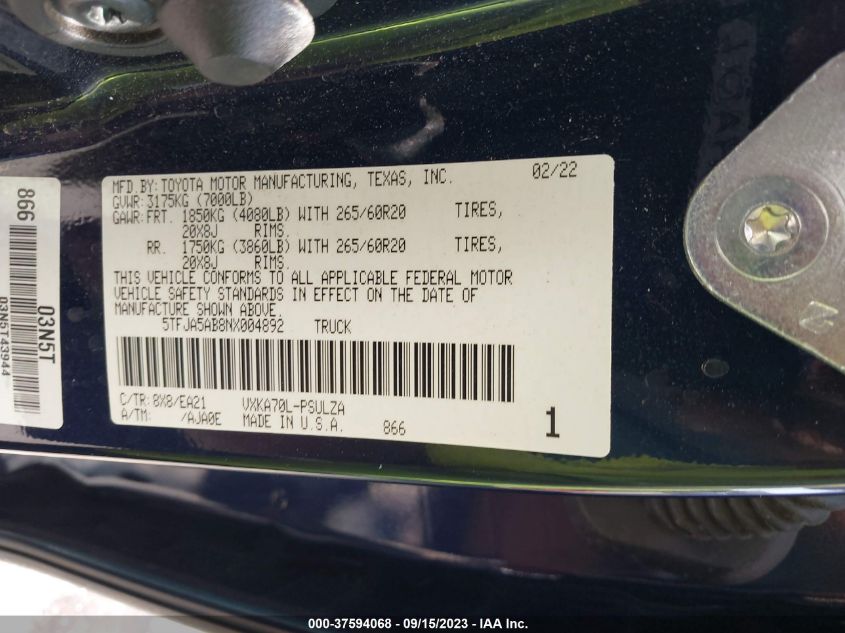 MFD.BY:TOYOTA MOTOR MANUFACTURING, TEXAS, INC. 02/22
GVWR:3175KG (7000LB)
GAWR:FRT. 1850KG (4080LB) WITH 265/60R20 TIRES,
20X8J RIMS.
RR. 1750KG (3860LB) WITH 265/60R20 TIRES,
20X8J RIMS.
THIS VEHICLE CONFORMS TO ALL APPLICABLE FEDERAL MOTOR
VEHICLE SAFETY STANDARDS IN EFFECT ON THE DATE OF
MANUFACTURE SHOWN ABOVE.
5TFJA5AB8NX004892 TRUCK
C/TR:8X8/EA21 VXKA70L-PSULZA
A/TM: /AJA0E MADE IN U.S.A. 866 1
866
03N5T
03N5T43944
N
000-37594068 - 09/15/2023 - IAA Inc.